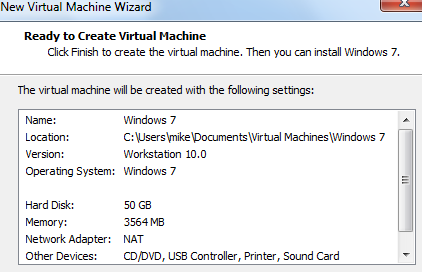 New Virtual Machine Wizard
Ready to Create Virtual Machine
Click Finish to create the virtual machine. Then you can install Windows 7.
The virtual machine will be created with the following settings:
Name: Windows 7
Location: C:\Users\mike\Documents\Virtual Machines\Windows 7
Version: Workstation 10.0
Operating System: Windows 7
Hard Disk: 50 GB
Memory: 3564 MB
Network Adapter: NAT
Other Devices: CD/DVD, USB Controller, Printer, Sound Card